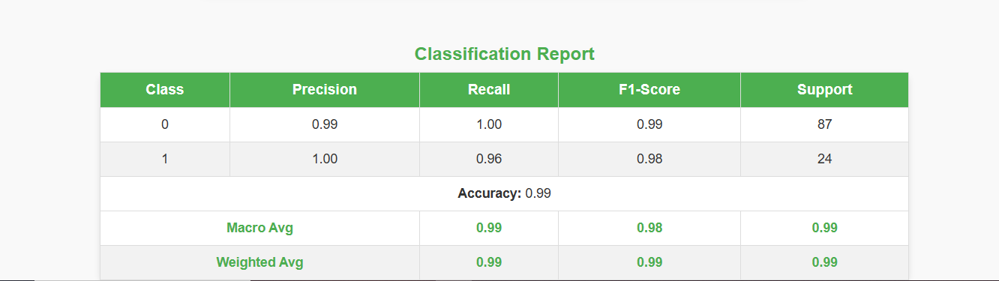 Classification Report
Class Precision Recall F1-Score Support
0 0.99 1.00 0.99 87
1 1.00 0.96 0.98 24
Accuracy: 0.99
Macro Avg 0.99 0.98 0.99
Weighted Avg 0.99 0.99 0.99